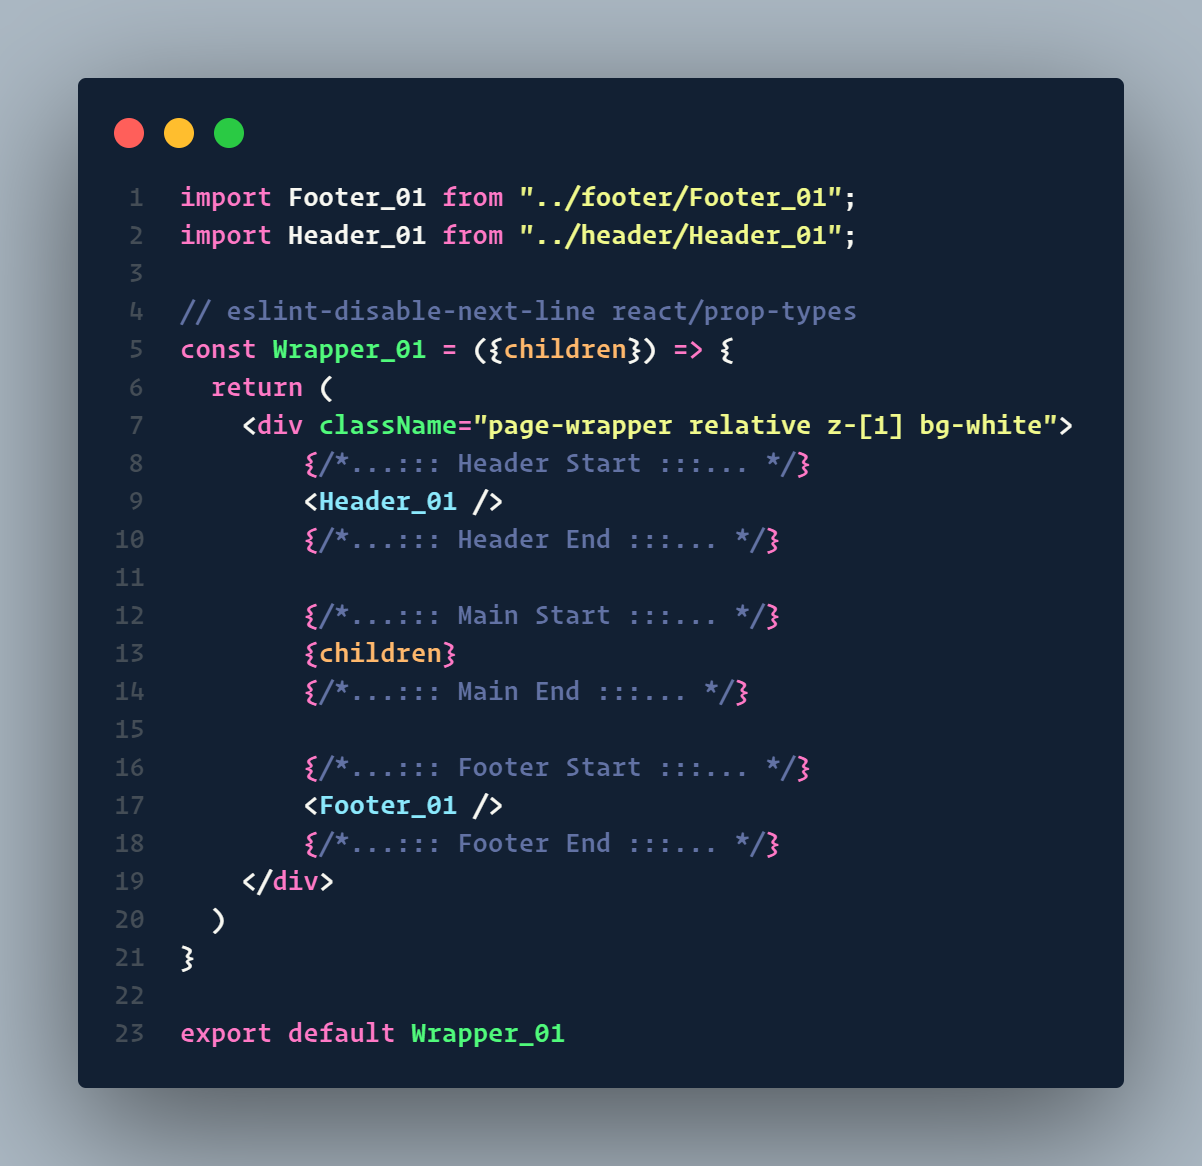 1 import Footer_01 from "../footer/Footer_01";
2 import Header_01 from "../header/Header_01";
3
4 // eslint-disable-next-line react/prop-types
5 const Wrapper_01 = ({children}) => {
6   return (
7     <div className="page-wrapper relative z-[1] bg-white">
8         {/*...::: Header Start :::... */}
9         <Header_01 />
10         {/*...::: Header End :::... */}
11
12         {/*...::: Main Start :::... */}
13         {children}
14         {/*...::: Main End :::... */}
15
16         {/*...::: Footer Start :::... */}
17         <Footer_01 />
18         {/*...::: Footer End :::... */}
19     </div>
20   )
21 }
22
23 export default Wrapper_01